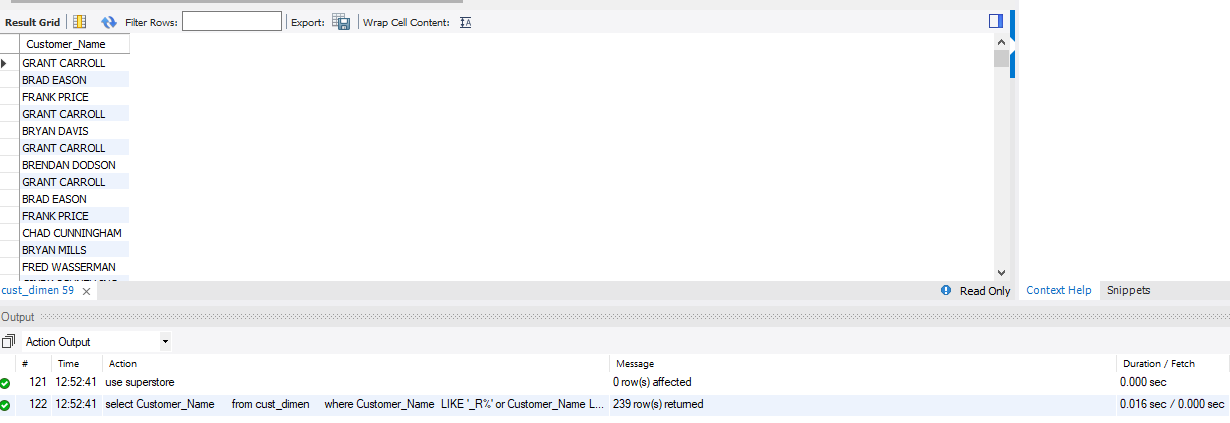 Result Grid Filter Rows: Export: Wrap Cell Content:
Customer_Name
GRANT CARROLL
BRAD EASON
FRANK PRICE
GRANT CARROLL
BRYAN DAVIS
GRANT CARROLL
BRENDAN DODSON
GRANT CARROLL
BRAD EASON
FRANK PRICE
CHAD CUNNINGHAM
BRYAN MILLS
FRED WASSERMAN
cust_dimen 59 Read Only Context Help Snippets
Output
Action Output
# Time Action Message Duration / Fetch
121 12:52:41 use superstore 0 row(s) affected 0.000 sec
122 12:52:41 select Customer_Name from cust_dimen where Customer_Name LIKE '_R%' or Customer_Name L... 239 row(s) returned 0.016 sec / 0.000 sec